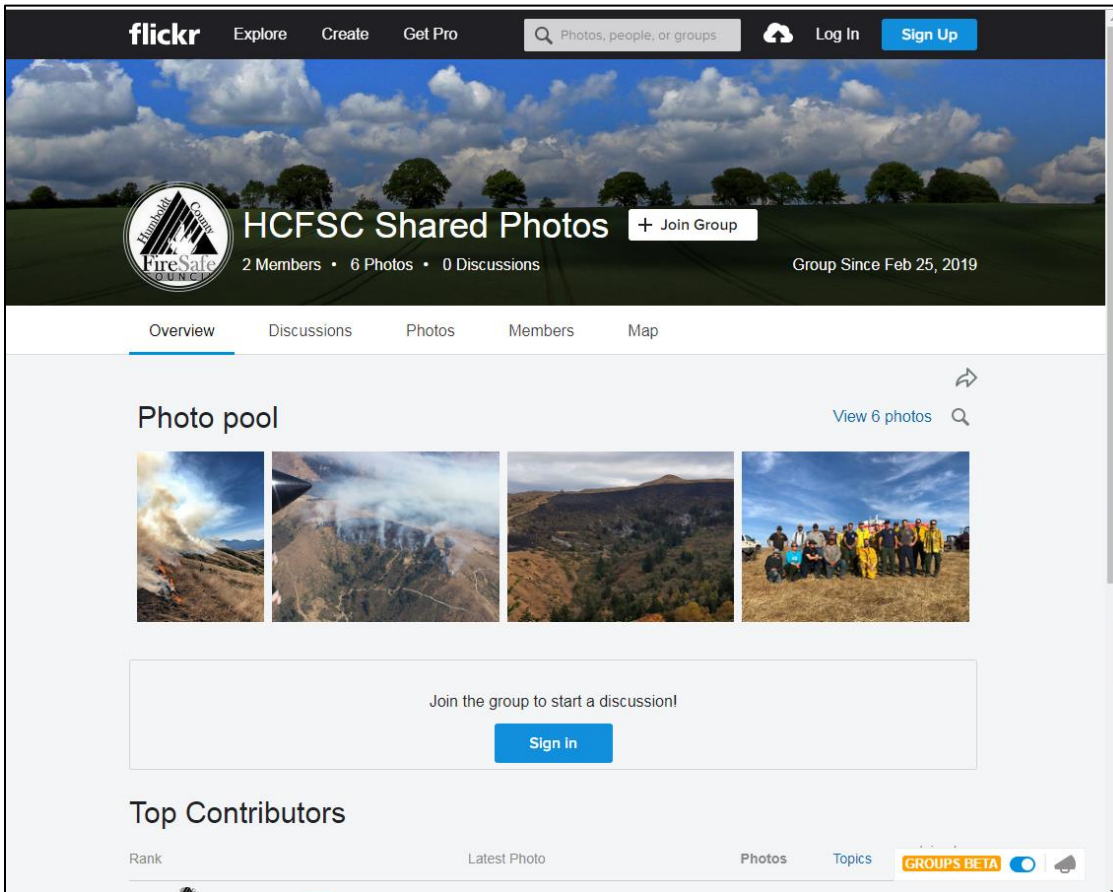 flickr Explore Create Get Pro Photos, people, or groups Log In Sign Up
Humboldt County
FireSafe
COUNCIL
HCFSC Shared Photos + Join Group
2 Members • 6 Photos • 0 Discussions Group Since Feb 25, 2019
Overview Discussions Photos Members Map
Photo pool View 6 photos
Join the group to start a discussion!
Sign in
Top Contributors
Rank Latest Photo Photos Topics
GROUPS BETA